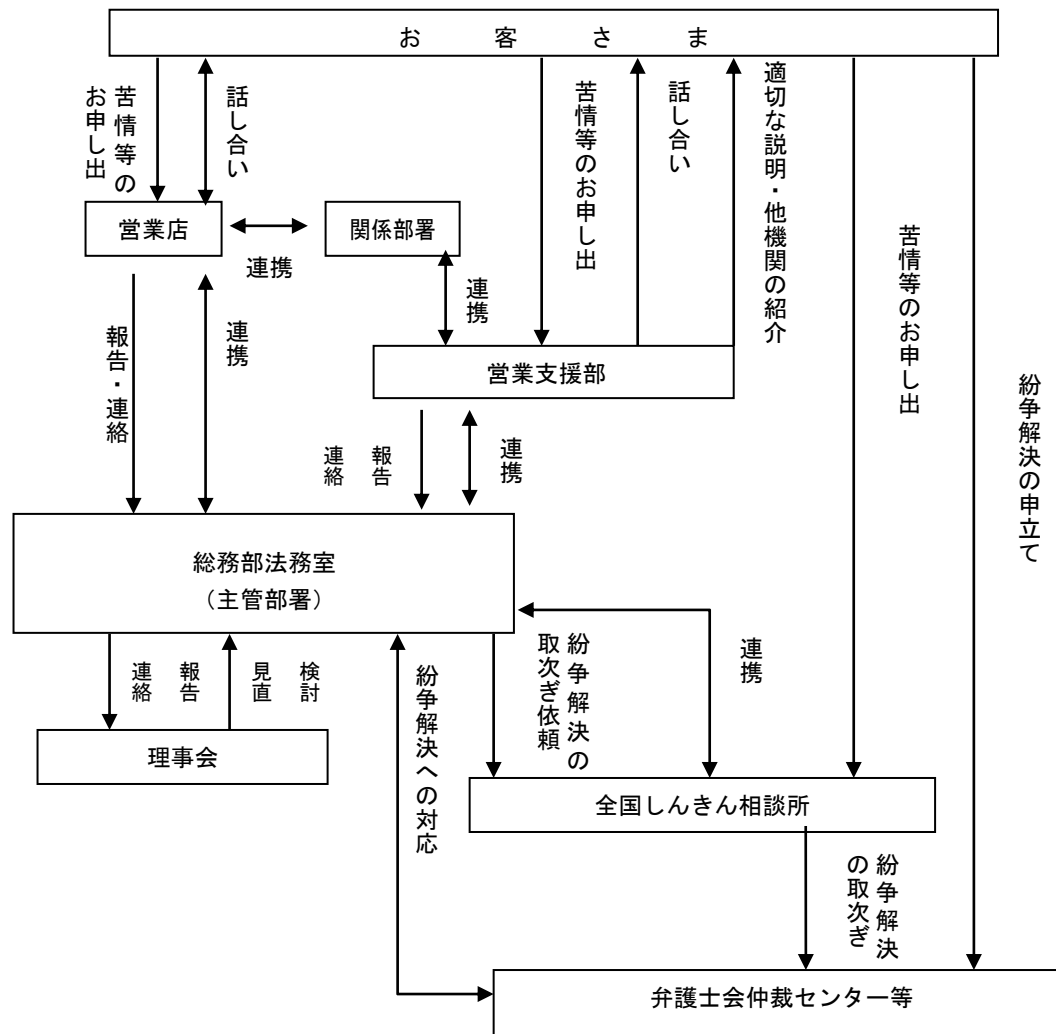 お客さま
苦情等の
お申し出
話し合い
苦情等のお申し出
話し合い
適切な説明・他機関の紹介
苦情等のお申し出
紛争解決の申立て
営業店
連携
関係部署
連携
営業支援部
報告・連絡
連携
報告
連絡
連携
総務部法務室
（主管部署）
報告
連絡
検討
見直
理事会
紛争解決への対応
紛争解決の
取次ぎ依頼
連携
全国しんきん相談所
紛争解決
の取次ぎ
弁護士会仲裁センター等